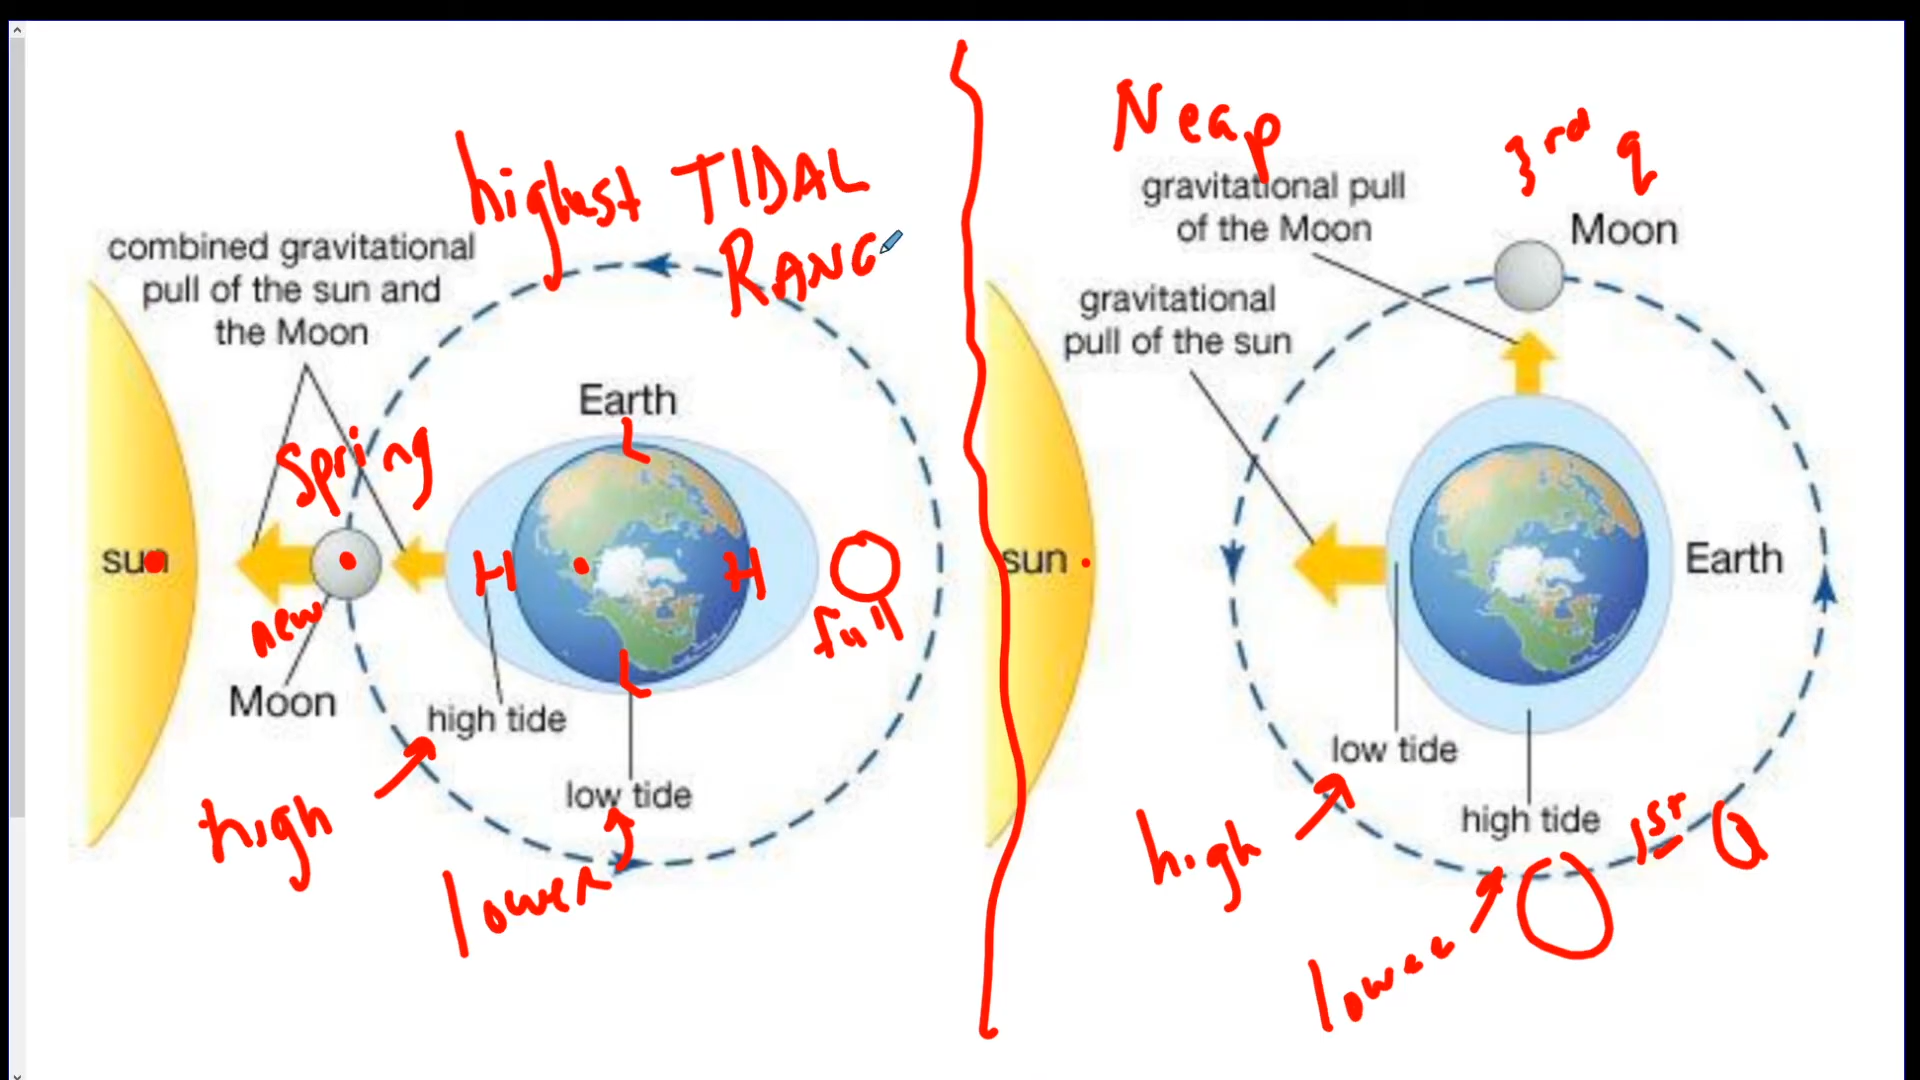 highest TIDAL
RANG
combined gravitational
pull of the sun and
the Moon
Earth
L
Spring
sun
H
H
new
full
L
Moon
high tide
low tide
high
lower
Neap
3rd q
gravitational pull
of the Moon
Moon
gravitational
pull of the sun
sun
Earth
low tide
high tide
1st Q
high
lower